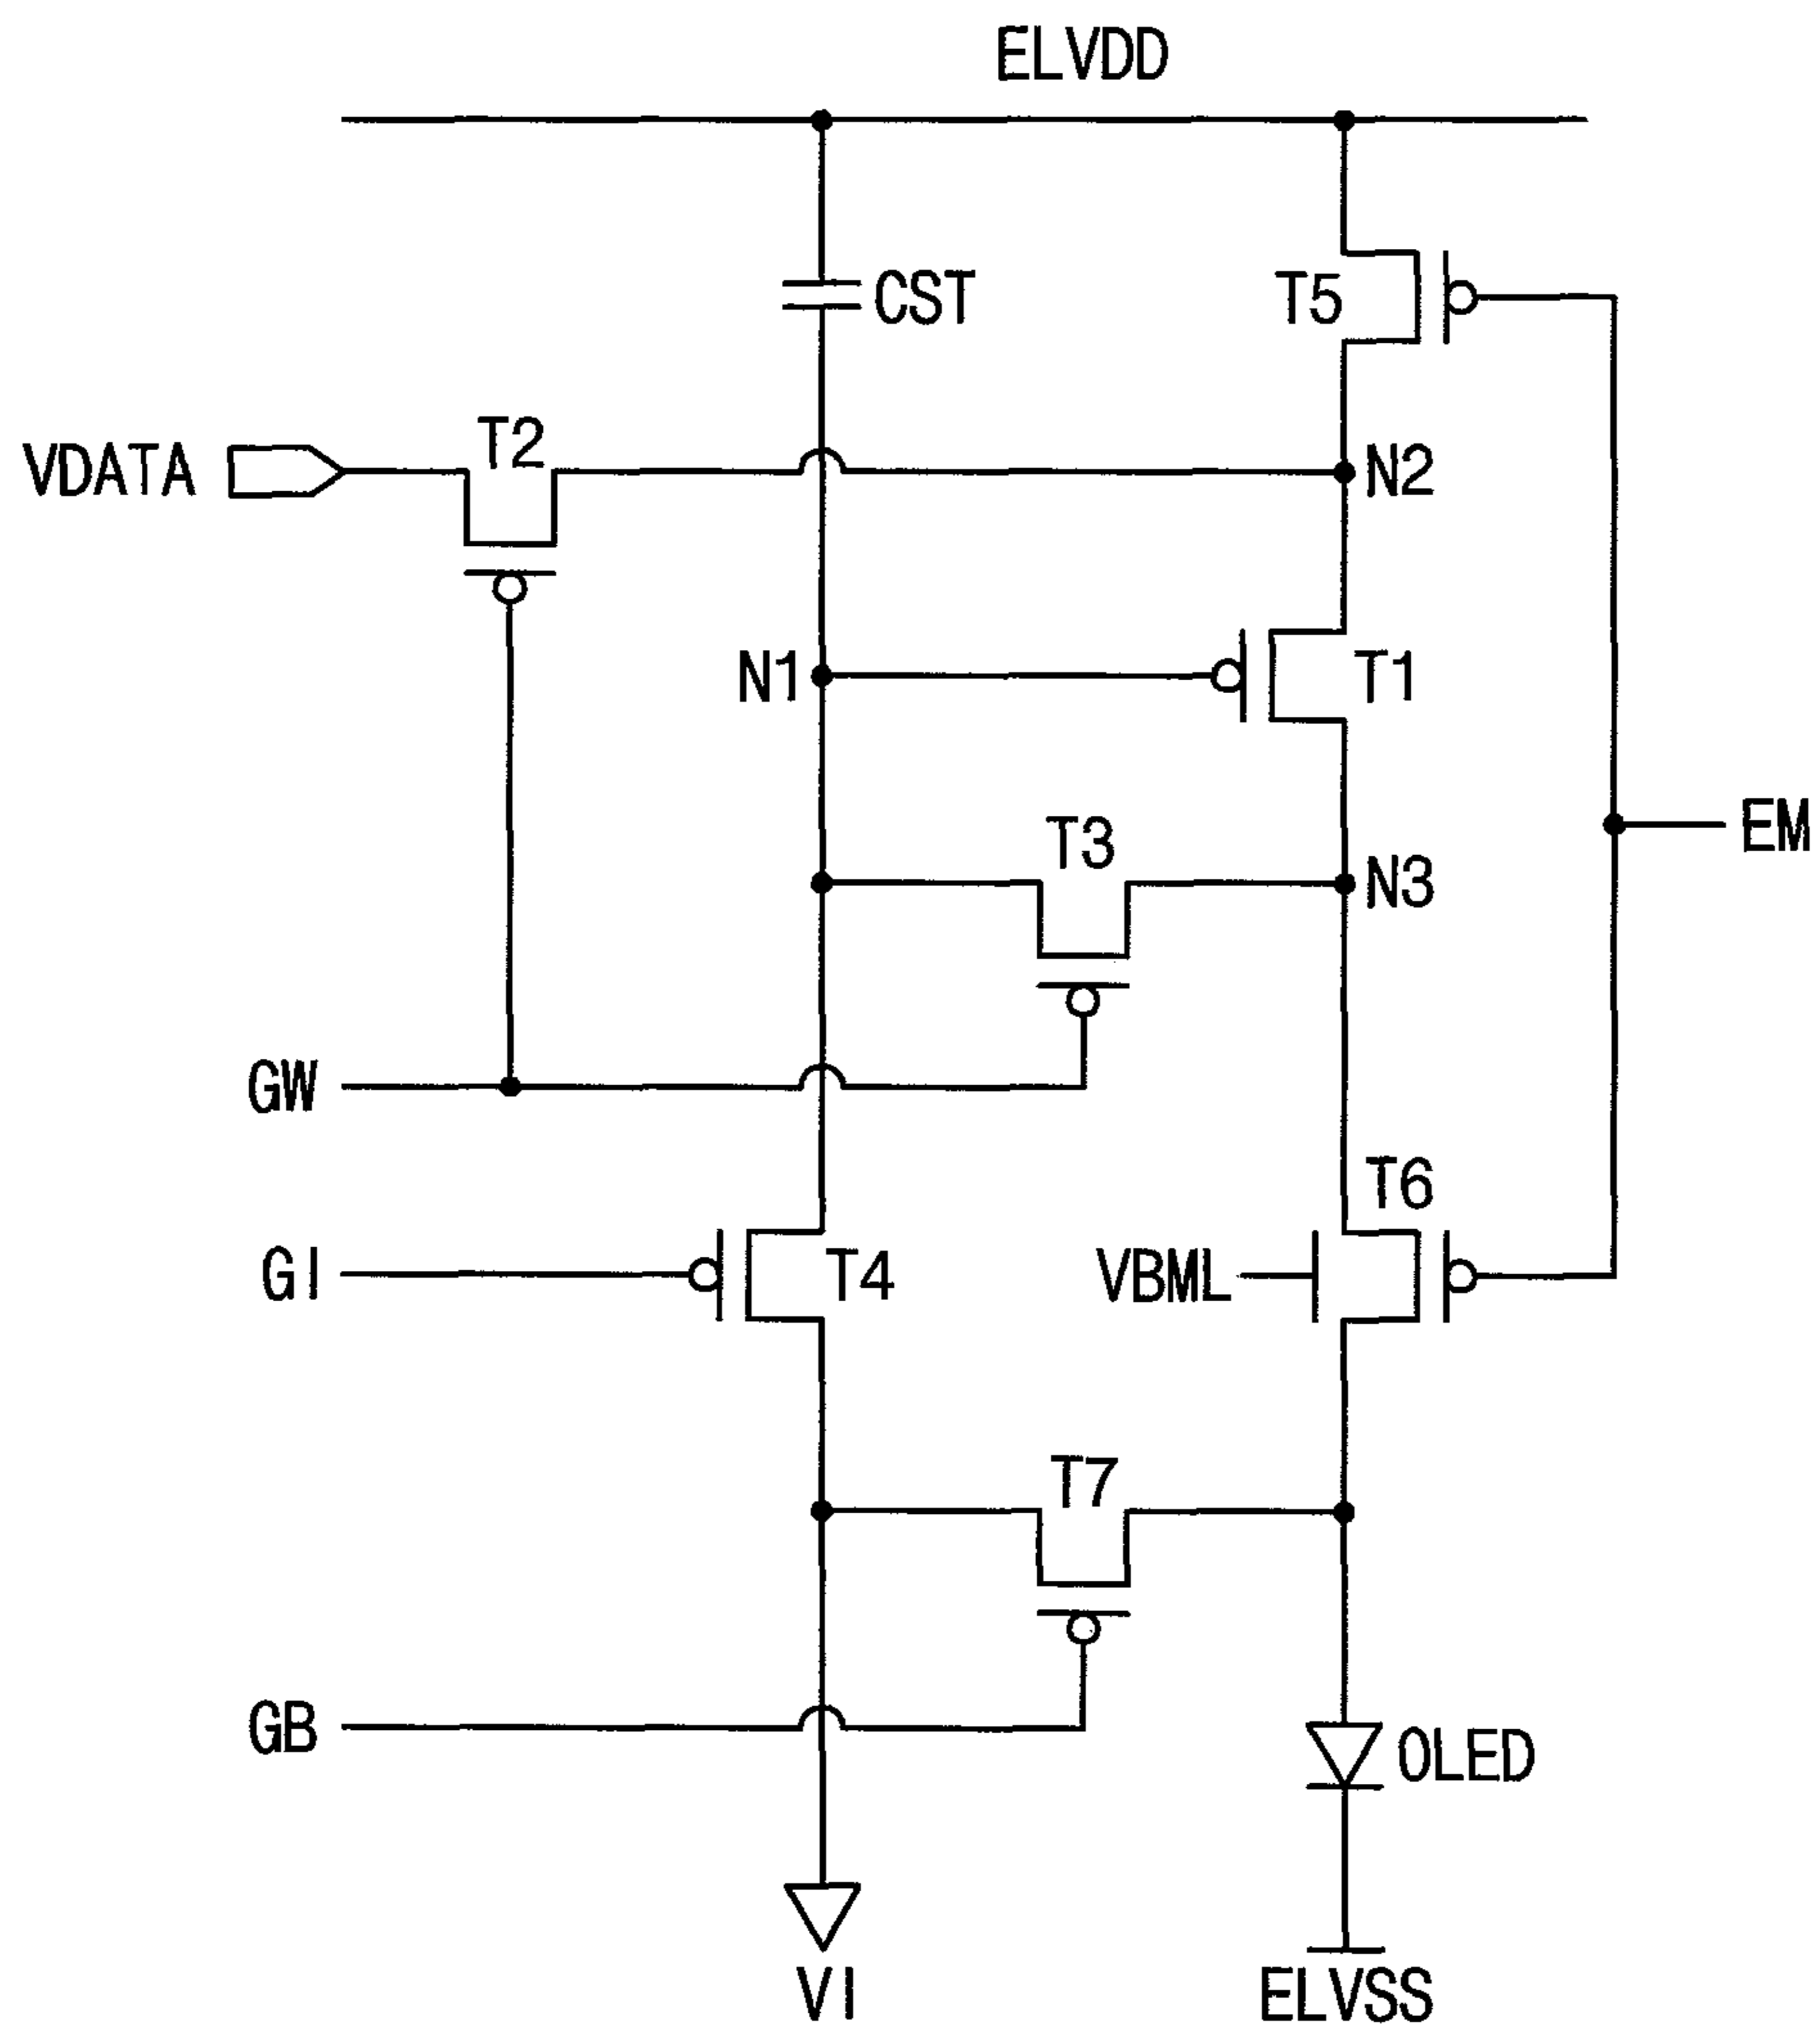 ELVDD
CST
T5
VDATA
T2
N2
N1
T1
T3
EM
N3
GW
T6
GI
T4
VBML
T7
GB
OLED
VI
ELVSS